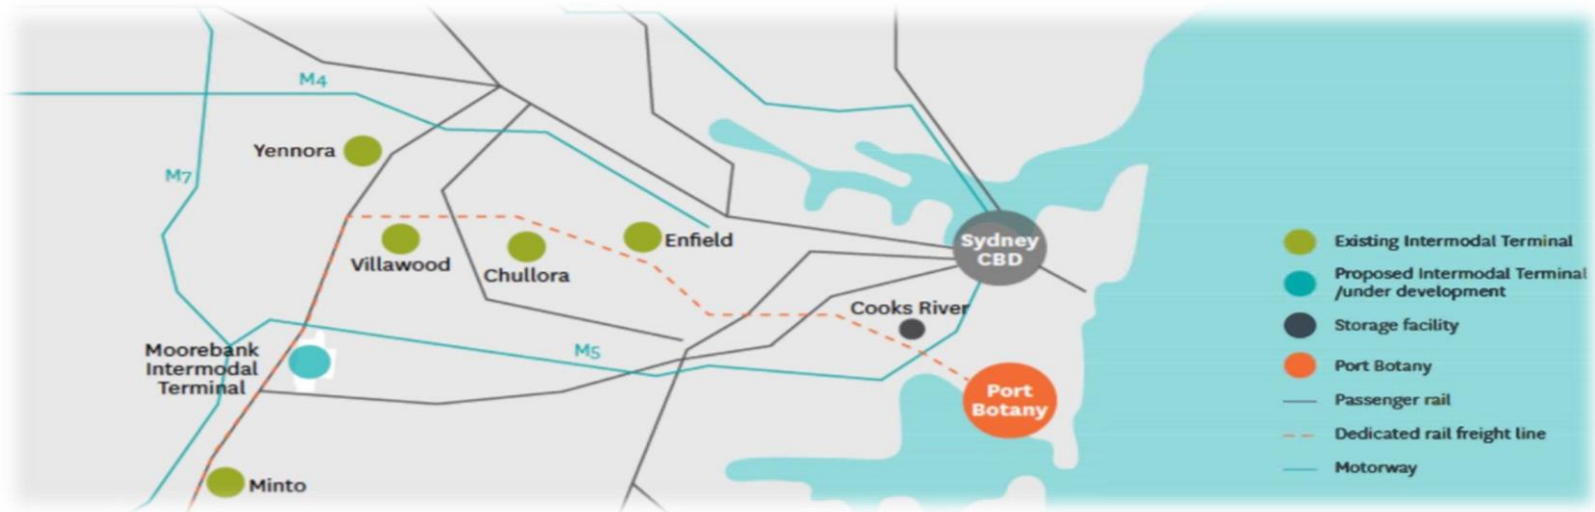 M4
Yennora
M7
Villawood
Chullora
Enfield
Sydney
CBD
Cooks River
Moorebank
Intermodal
Terminal
M5
Port
Botany
Minto
Existing Intermodal Terminal
Proposed Intermodal Terminal
/under development
Storage facility
Port Botany
Passenger rail
Dedicated rail freight line
Motorway